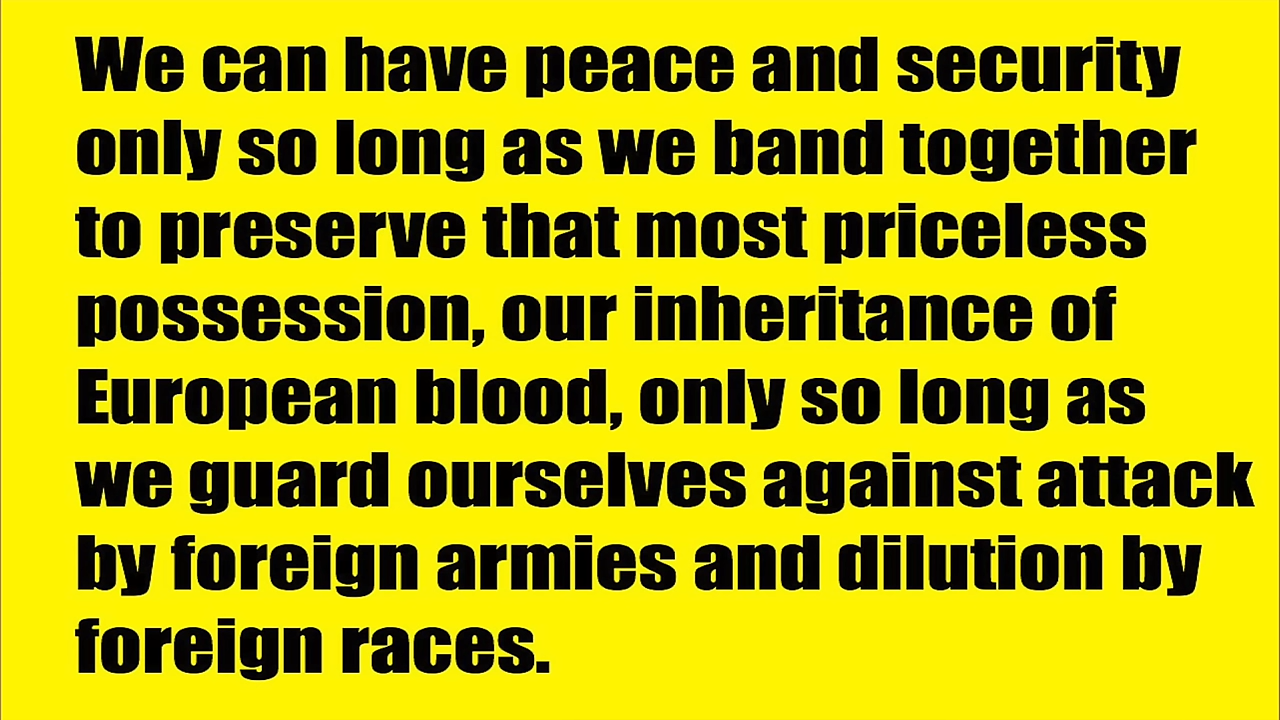 We can have peace and security
only so long as we band together
to preserve that most priceless
possession, our inheritance of
European blood, only so long as
we guard ourselves against attack
by foreign armies and dilution by
foreign races.